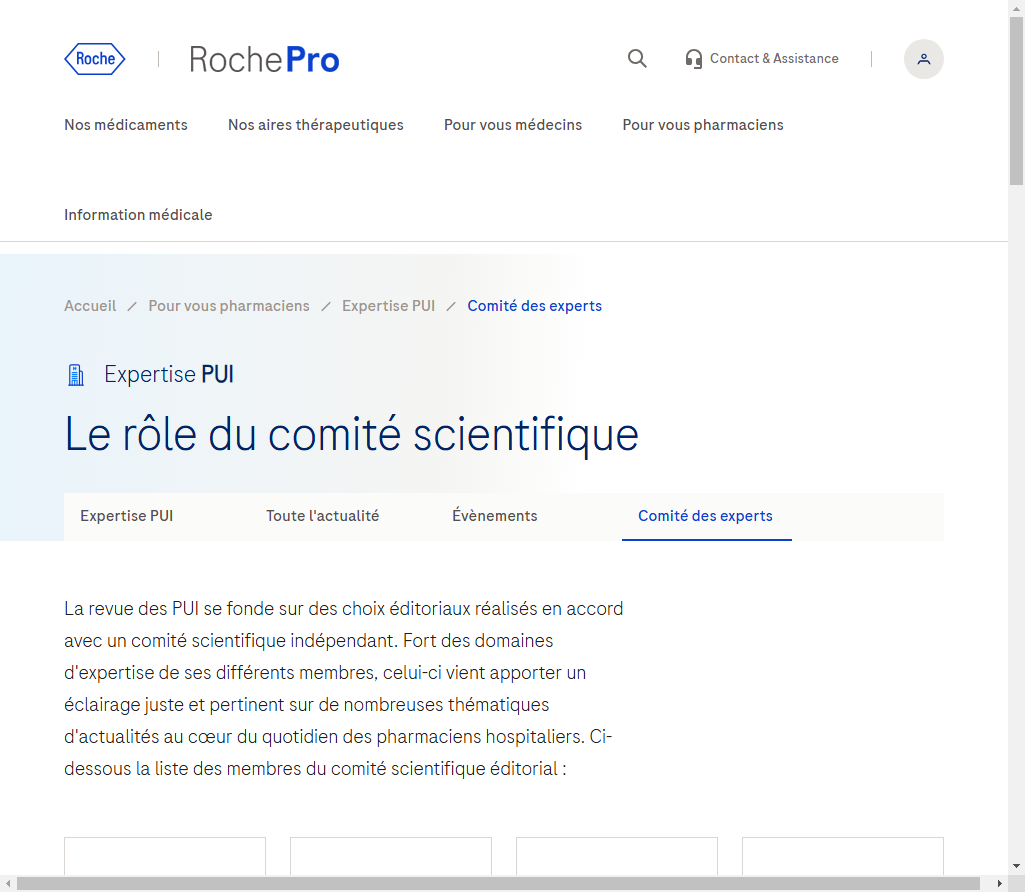 Roche
RochePro
Contact & Assistance
Nos médicaments
Nos aires thérapeutiques
Pour vous médecins
Pour vous pharmaciens
Information médicale
Accueil / Pour vous pharmaciens / Expertise PUI / Comité des experts
Expertise PUI
Le rôle du comité scientifique
Expertise PUI
Toute l'actualité
Évènements
Comité des experts
La revue des PUI se fonde sur des choix éditoriaux réalisés en accord
avec un comité scientifique indépendant. Fort des domaines
d'expertise de ses différents membres, celui-ci vient apporter un
éclairage juste et pertinent sur de nombreuses thématiques
d'actualités au cœur du quotidien des pharmaciens hospitaliers. Ci-
dessous la liste des membres du comité scientifique éditorial :